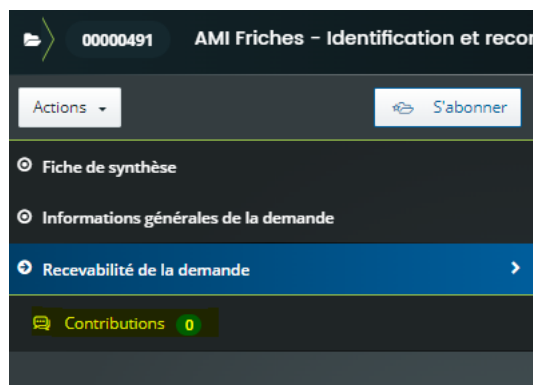 00000491 AMI Friches - Identification et recor
Actions S'abonner
Fiche de synthèse
Informations générales de la demande
Recevabilité de la demande
Contributions 0